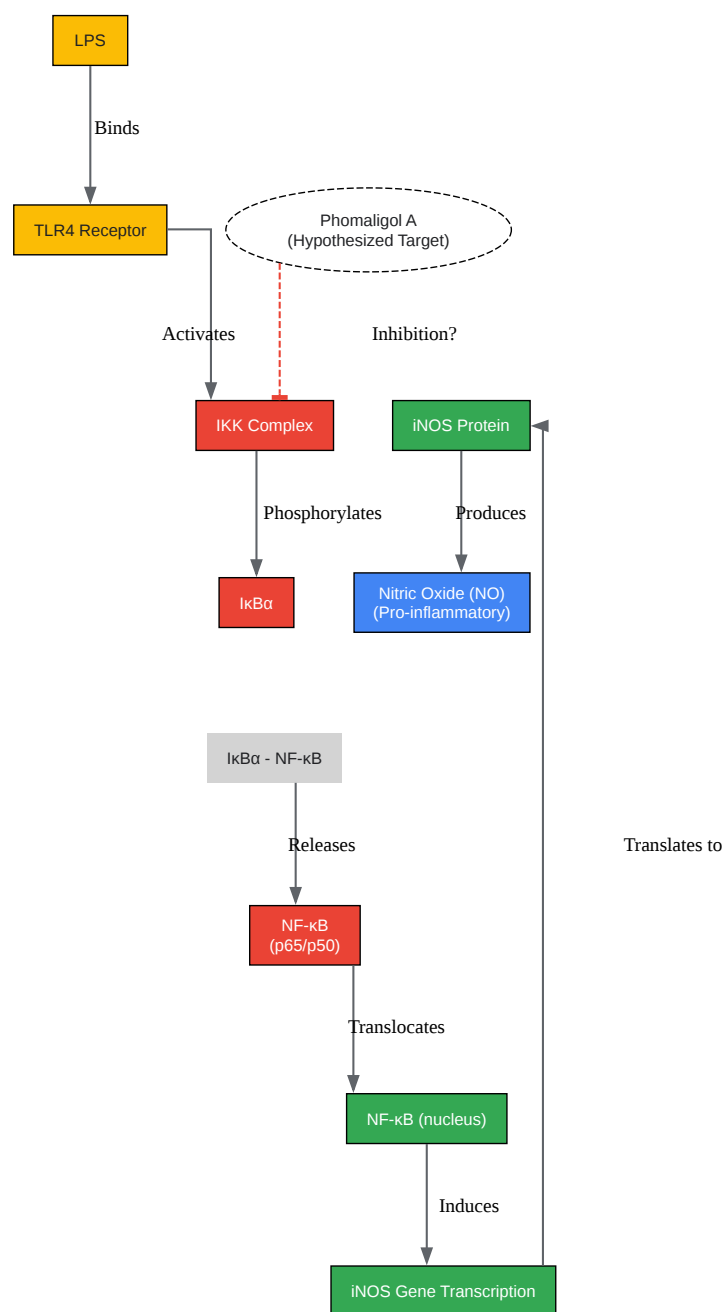 LPS
Binds
TLR4 Receptor
Phomaligol A
(Hypothesized Target)
Activates
Inhibition?
IKK Complex
iNOS Protein
Phosphorylates
Produces
IκBα
Nitric Oxide (NO)
(Pro-inflammatory)
IκBα - NF-κB
Releases
Translates to
NF-κB
(p65/p50)
Translocates
NF-κB (nucleus)
Induces
iNOS Gene Transcription